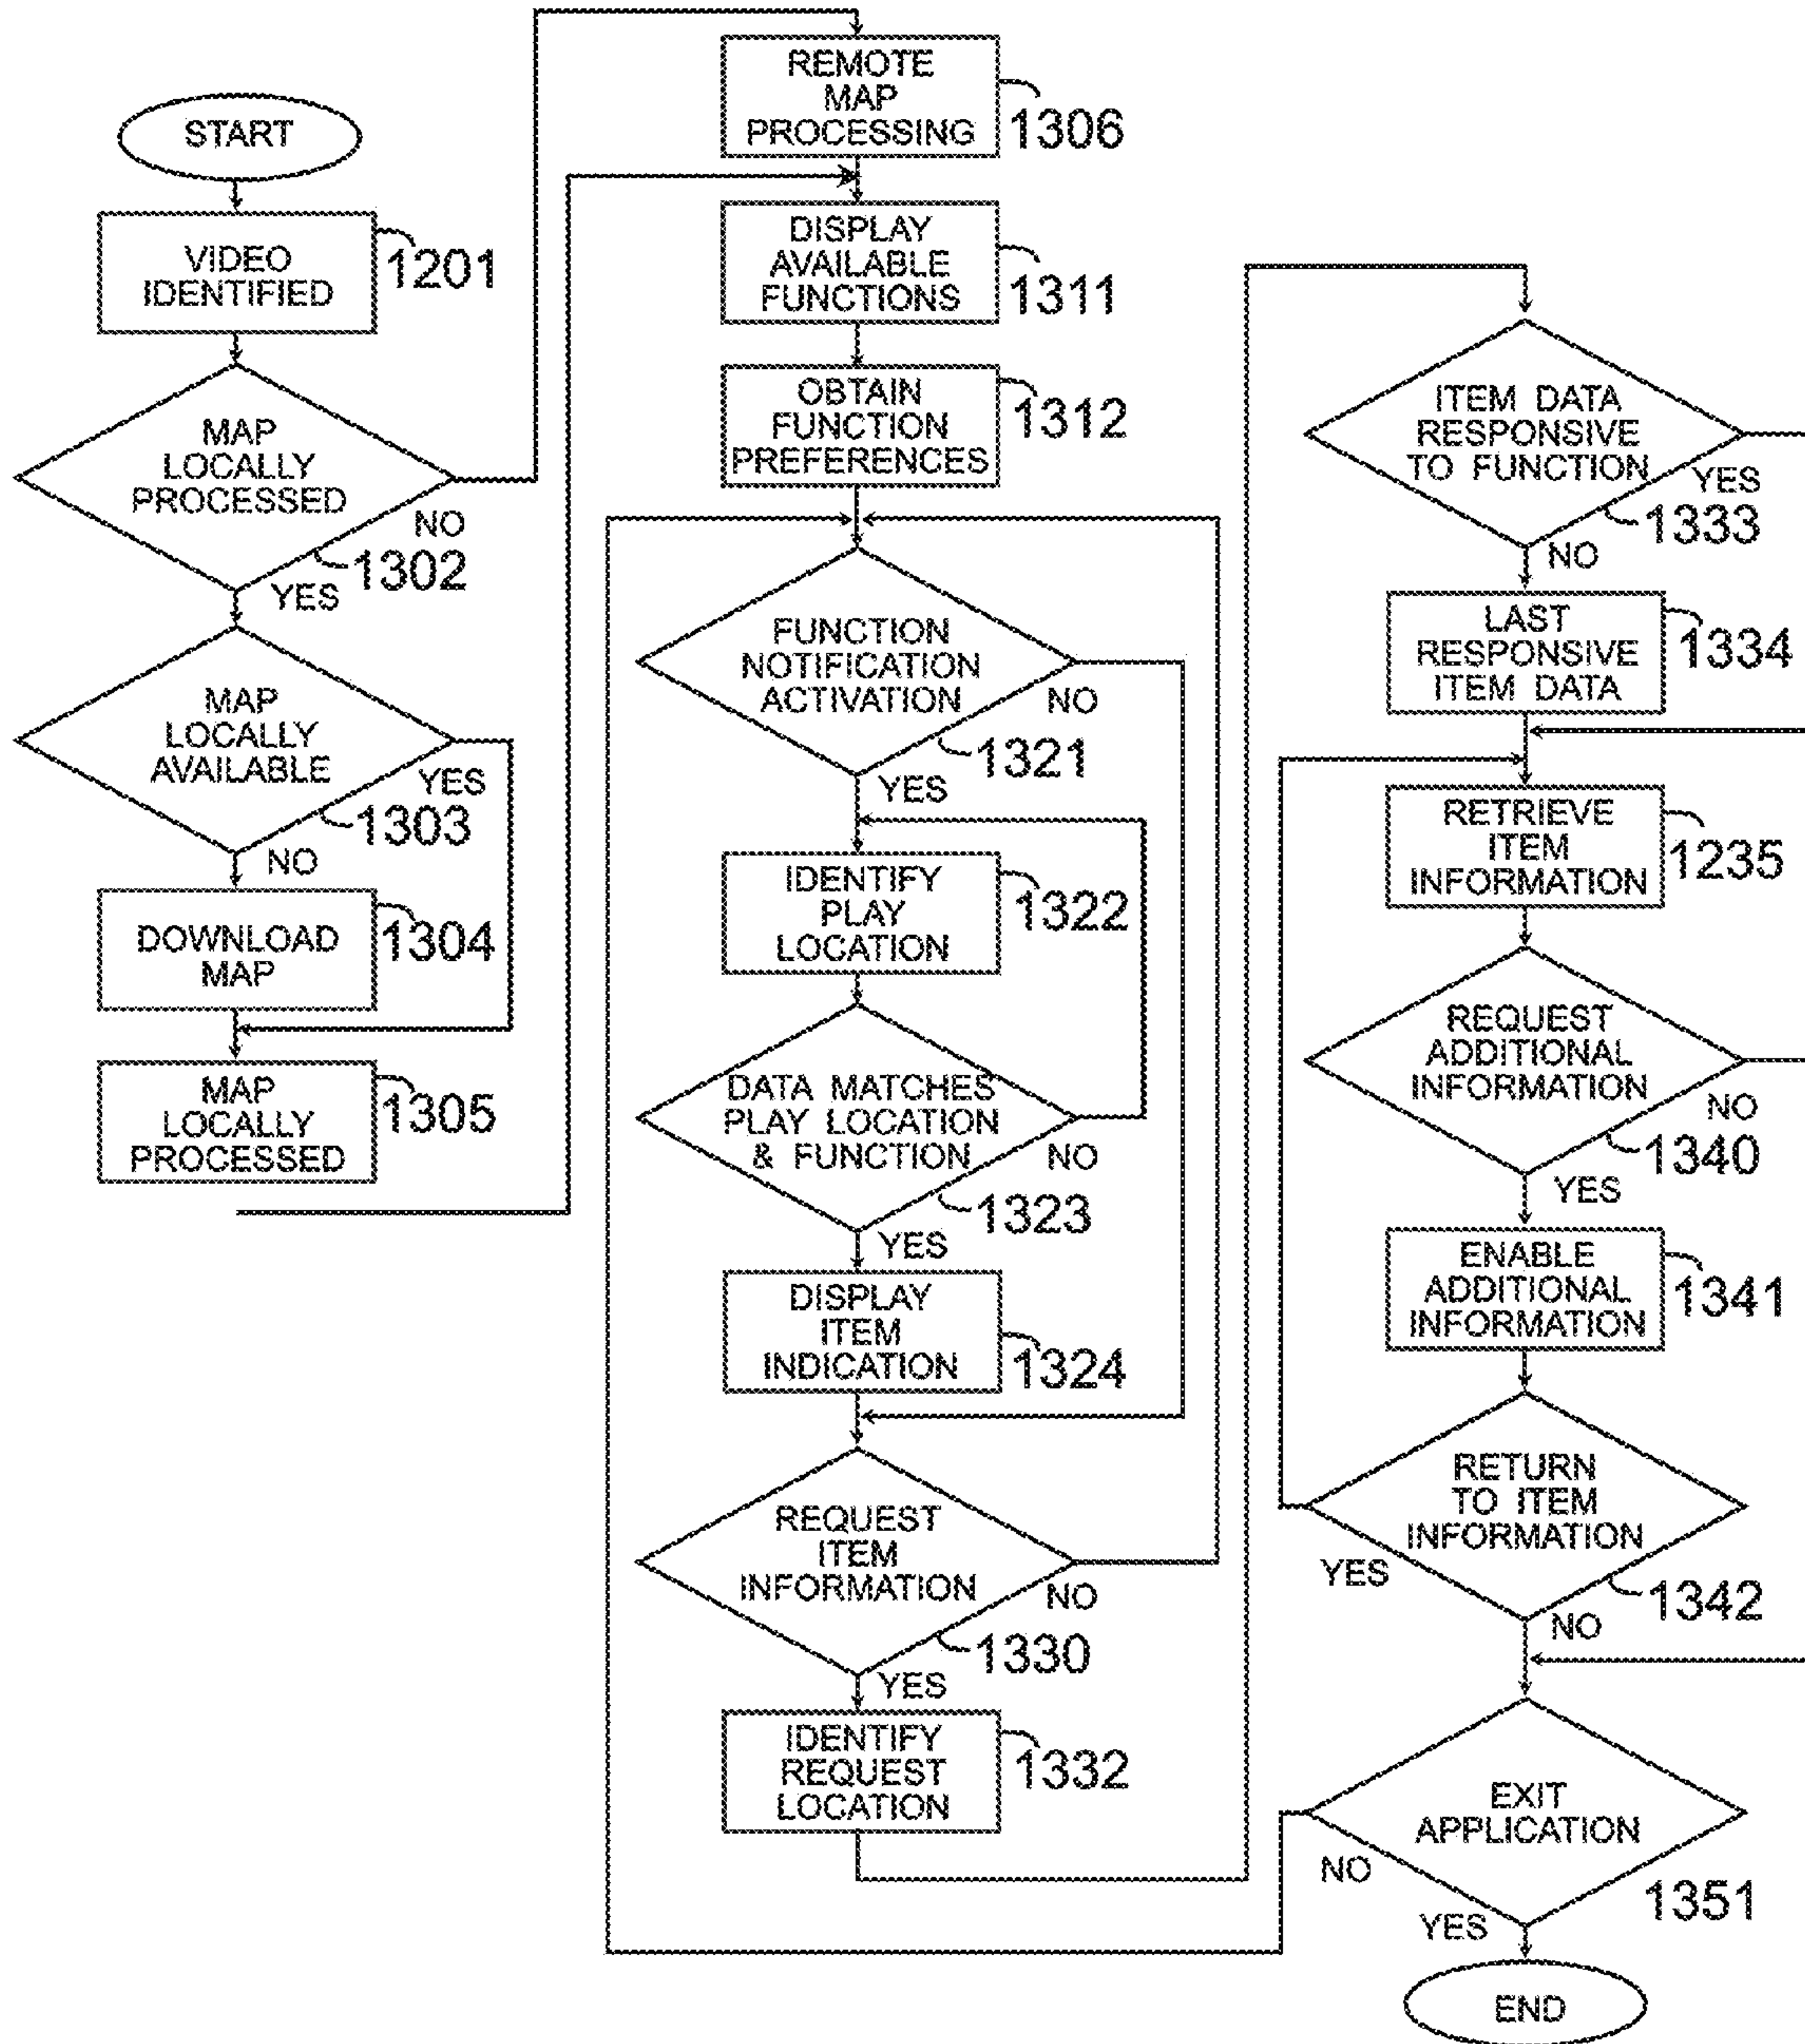 START
VIDEO
IDENTIFIED
1201
MAP
LOCALLY
PROCESSED
NO
1302
YES
MAP
LOCALLY
AVAILABLE
YES
1303
NO
DOWNLOAD
MAP
1304
MAP
LOCALLY
PROCESSED
1305
REMOTE
MAP
PROCESSING
1306
DISPLAY
AVAILABLE
FUNCTIONS
1311
OBTAIN
FUNCTION
PREFERENCES
1312
FUNCTION
NOTIFICATION
ACTIVATION
NO
1321
YES
IDENTIFY
PLAY
LOCATION
1322
DATA MATCHES
PLAY LOCATION
& FUNCTION
NO
1323
YES
DISPLAY
ITEM
INDICATION
1324
REQUEST
ITEM
INFORMATION
NO
1330
YES
IDENTIFY
REQUEST
LOCATION
1332
ITEM DATA
RESPONSIVE
TO FUNCTION
YES
1333
NO
LAST
RESPONSIVE
ITEM DATA
1334
RETRIEVE
ITEM
INFORMATION
1235
REQUEST
ADDITIONAL
INFORMATION
NO
1340
YES
ENABLE
ADDITIONAL
INFORMATION
1341
RETURN
TO ITEM
INFORMATION
YES
1342
NO
EXIT
APPLICATION
NO
1351
YES
END